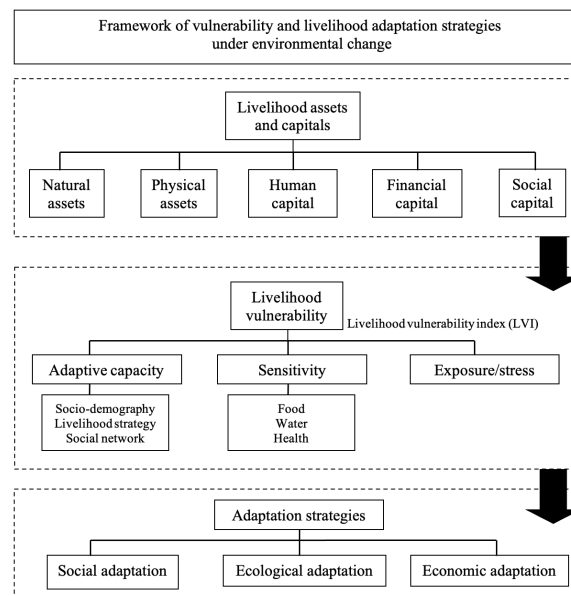 Framework of vulnerability and livelihood adaptation strategies
under environmental change
Livelihood assets
and capitals
Natural
assets
Physical
assets
Human
capital
Financial
capital
Social
capital
Livelihood
vulnerability
Livelihood vulnerability index (LVI)
Adaptive capacity
Sensitivity
Exposure/stress
Socio-demography
Livelihood strategy
Social network
Food
Water
Health
Adaptation strategies
Social adaptation
Ecological adaptation
Economic adaptation